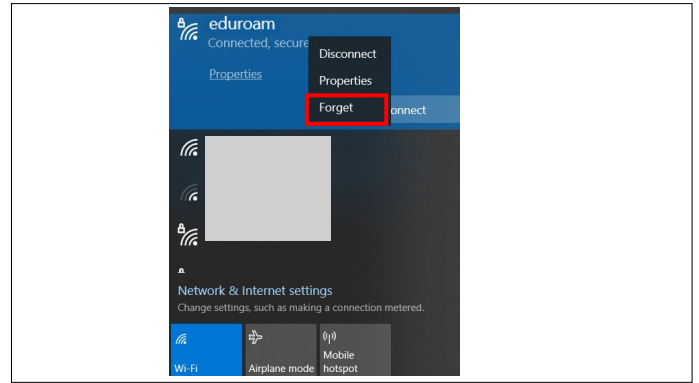 eduroam
Connected, secure
Disconnect
Properties
Properties
Forget
onnect
Network & Internet settings
Change settings, such as making a connection metered.
Wi-Fi
Airplane mode
Mobile
hotspot